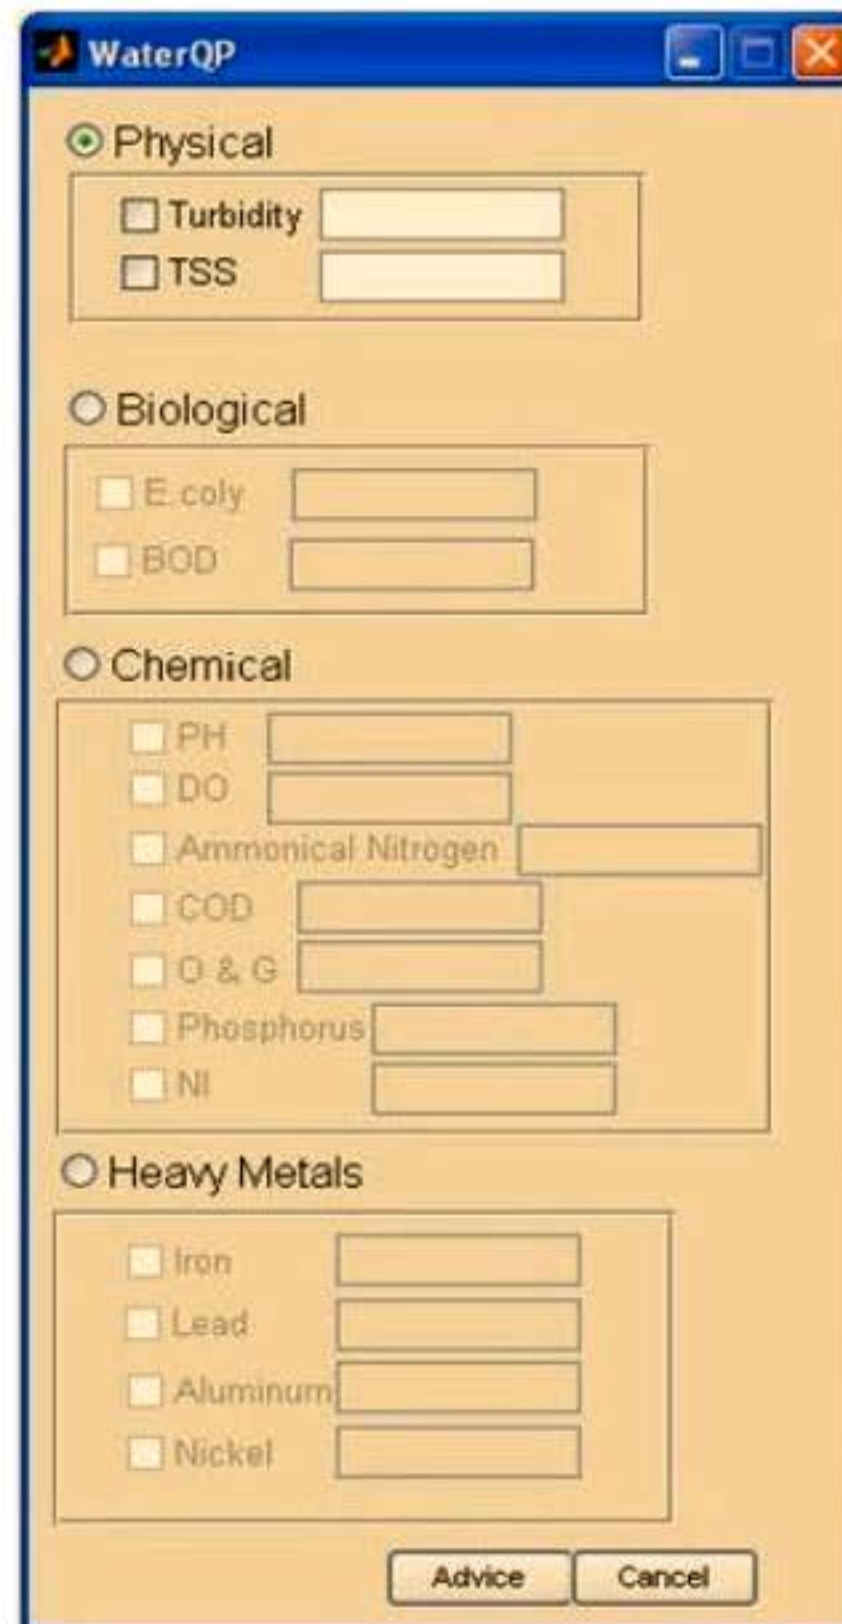 WaterQP
Physical
Turbidity
TSS
Biological
E.coly
BOD
Chemical
PH
DO
Ammonical Nitrogen
COD
O & G
Phosphorus
NI
Heavy Metals
Iron
Lead
Aluminum
Nickel
Advice Cancel